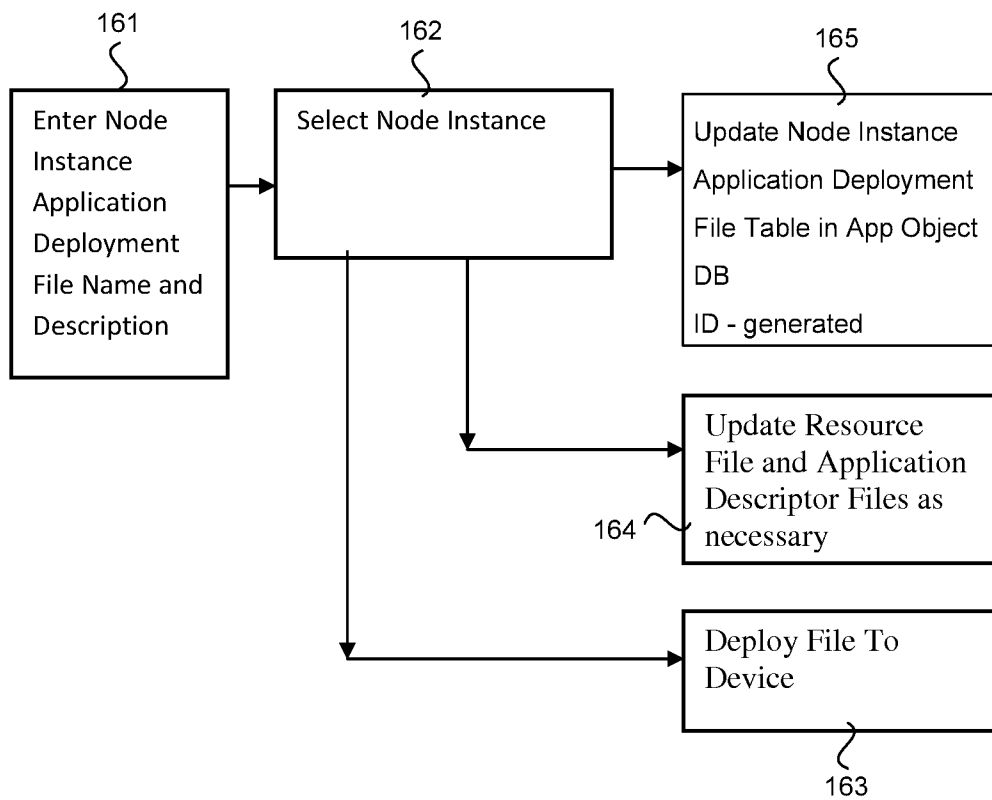 161
Enter Node
Instance
Application
Deployment
File Name and
Description
162
Select Node Instance
165
Update Node Instance
Application Deployment
File Table in App Object
DB
ID - generated
Update Resource
File and Application
Descriptor Files as
necessary
164
Deploy File To
Device
163